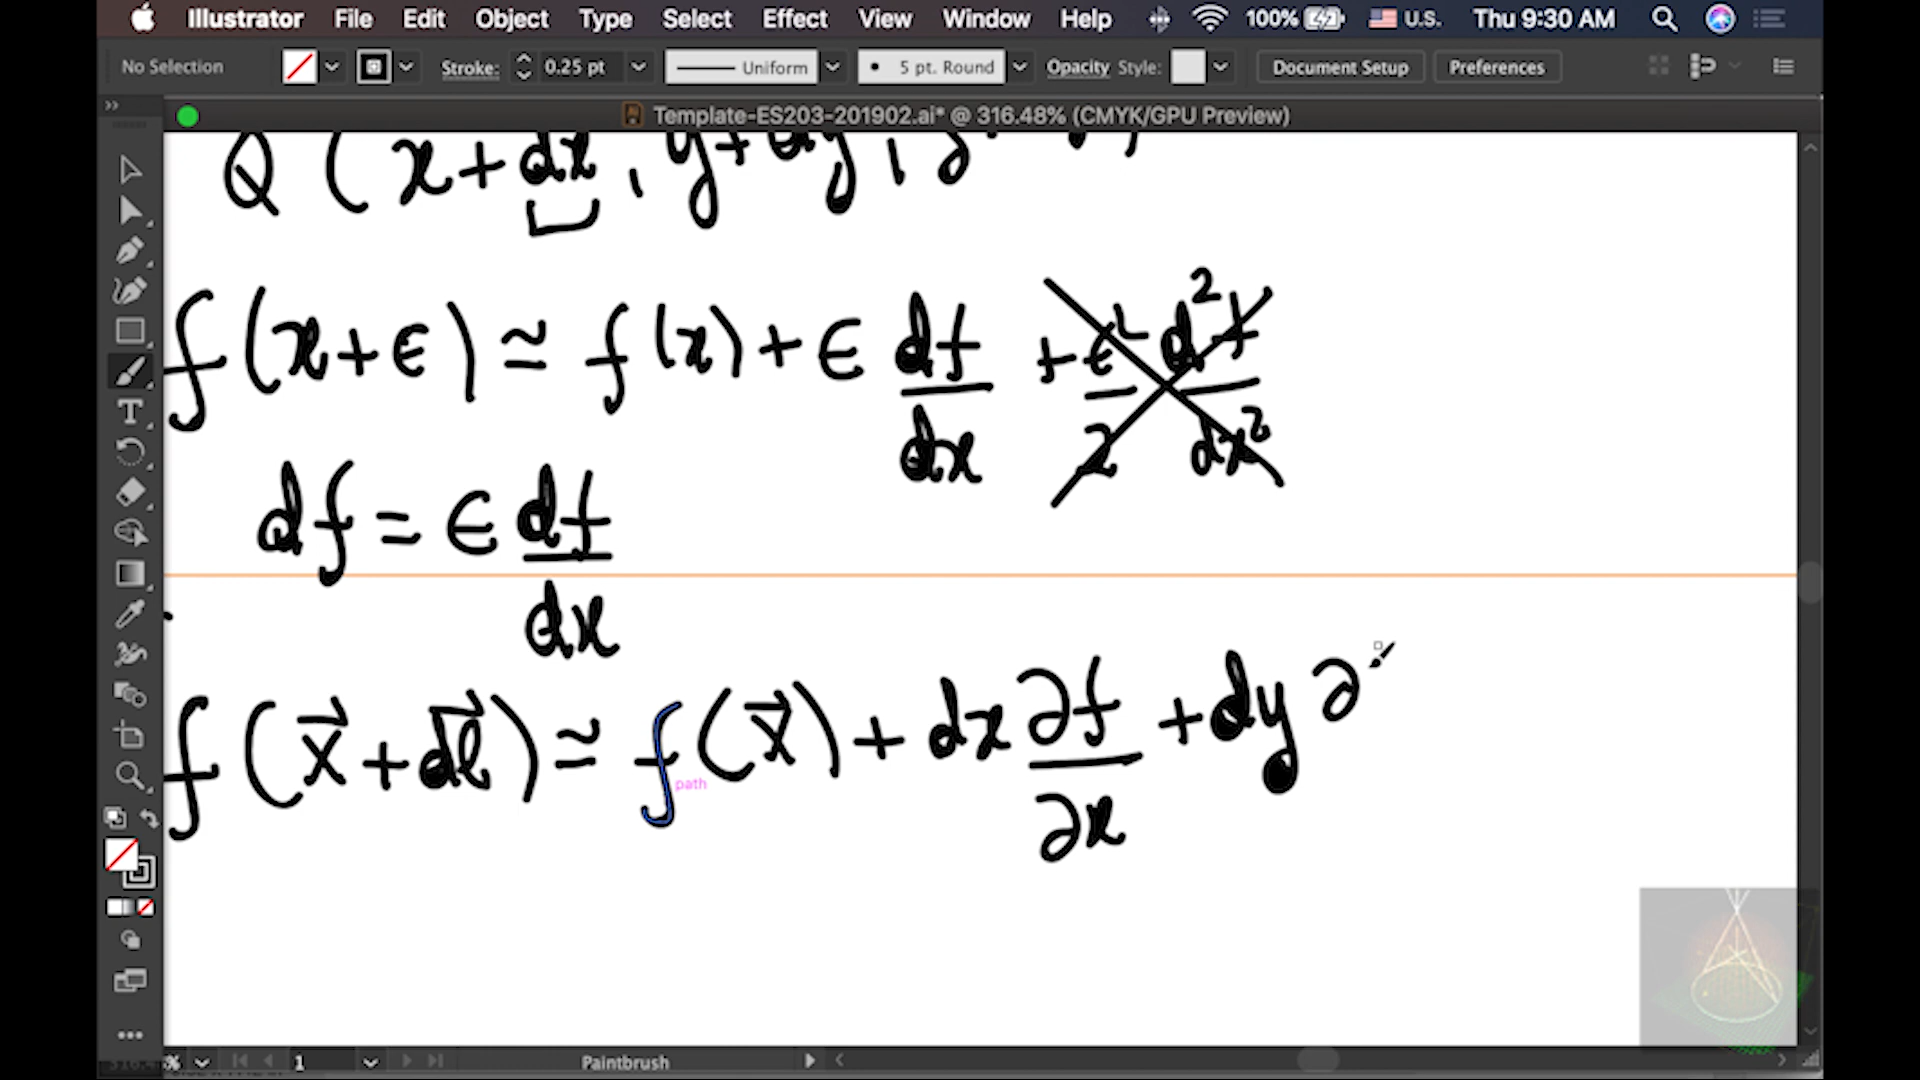 Illustrator File Edit Object Type Select Effect View Window Help 100% U.S. Thu 9:30 AM
No Selection Stroke: 0.25 pt Uniform 5 pt. Round Opacity Style: Document Setup Preferences
Template-ES203-201902.ai* @ 316.48% (CMYK/GPU Preview)
Q ( x + dx , y + dy ,
f(x+ϵ) ≃ f(x) + ϵ df/dx + ϵ²/2 d²f/dx²
df = ϵ df/dx
f(x⃗ + dl⃗) ≃ f(x⃗) + dx ∂f/∂x + dy ∂
path
1 Paintbrush